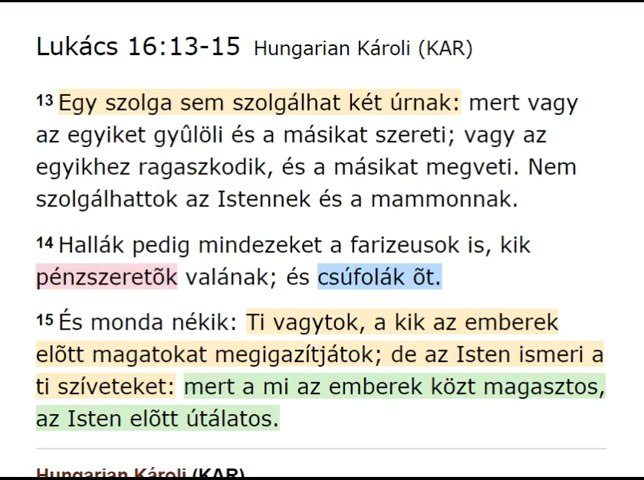 Lukács 16:13-15 Hungarian Károli (KAR)
13 Egy szolga sem szolgálhat két úrnak: mert vagy
az egyiket gyûlöli és a másikat szereti; vagy az
egyikhez ragaszkodik, és a másikat megveti. Nem
szolgálhattok az Istennek és a mammonnak.
14 Hallák pedig mindezeket a farizeusok is, kik
pénzszeretõk valának; és csúfolák õt.
15 És monda nékik: Ti vagytok, a kik az emberek
elõtt magatokat megigazítjátok; de az Isten ismeri a
ti szíveteket: mert a mi az emberek közt magasztos,
az Isten elõtt útálatos.
Hungarian Károli (KAR)